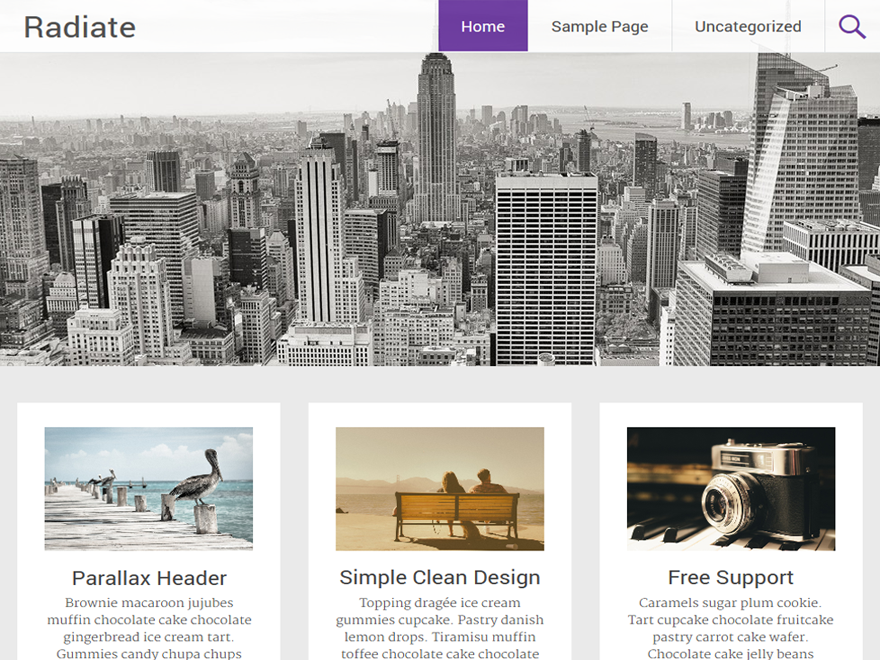 Radiate
Home
Sample Page
Uncategorized
Parallax Header
Brownie macaroon jujubes
muffin chocolate cake chocolate
gingerbread ice cream tart.
Gummies candy chupa chups
Simple Clean Design
Topping dragée ice cream
gummies cupcake. Pastry danish
lemon drops. Tiramisu muffin
toffee chocolate cake chocolate
Free Support
Caramels sugar plum cookie.
Tart cupcake chocolate fruitcake
pastry carrot cake wafer.
Chocolate cake jelly beans